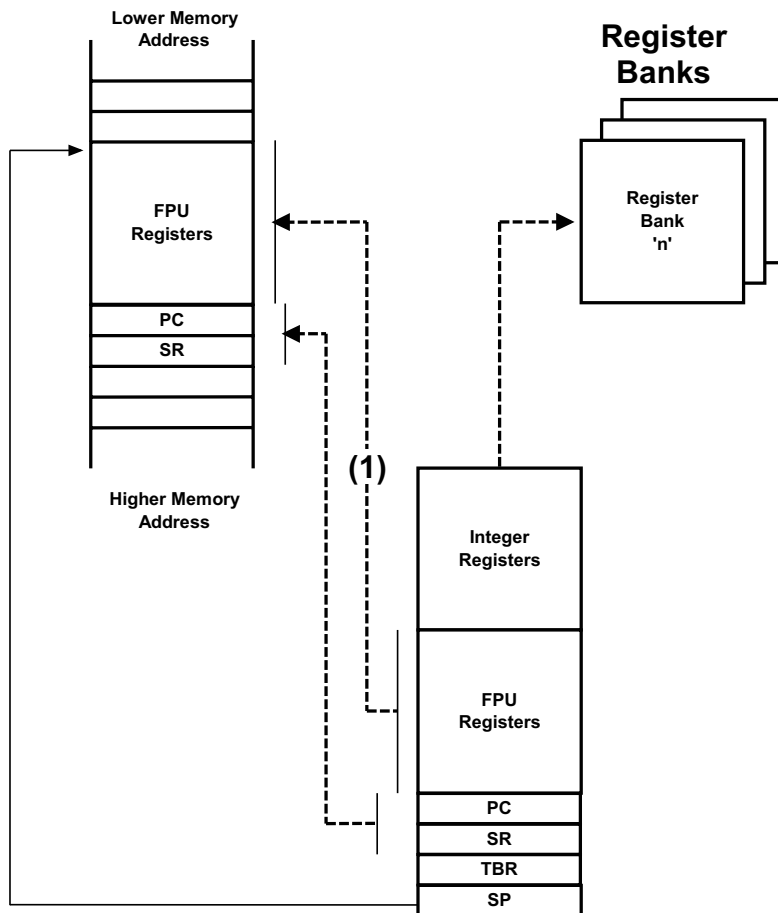 Lower Memory
Address
FPU
Registers
PC
SR
Higher Memory
Address
(1)
Register
Banks
Register
Bank
'n'
Integer
Registers
FPU
Registers
PC
SR
TBR
SP